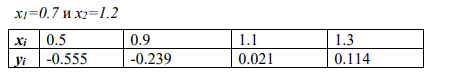 x1=0.7 и x2=1.2
xi 0.5 0.9 1.1 1.3
yi -0.555 -0.239 0.021 0.114